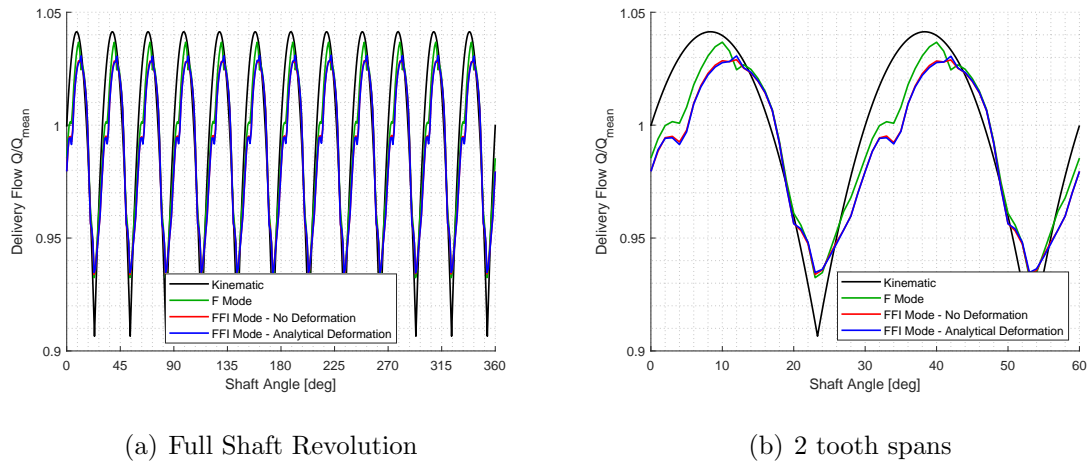 1.05
1
0.95
0.9
Delivery Flow Q/Q_mean
0 45 90 135 180 225 270 315 360
Shaft Angle [deg]
Kinematic
F Mode
FFI Mode - No Deformation
FFI Mode - Analytical Deformation
(a) Full Shaft Revolution
1.05
1
0.95
0.9
Delivery Flow Q/Q_mean
0 10 20 30 40 50 60
Shaft Angle [deg]
Kinematic
F Mode
FFI Mode - No Deformation
FFI Mode - Analytical Deformation
(b) 2 tooth spans